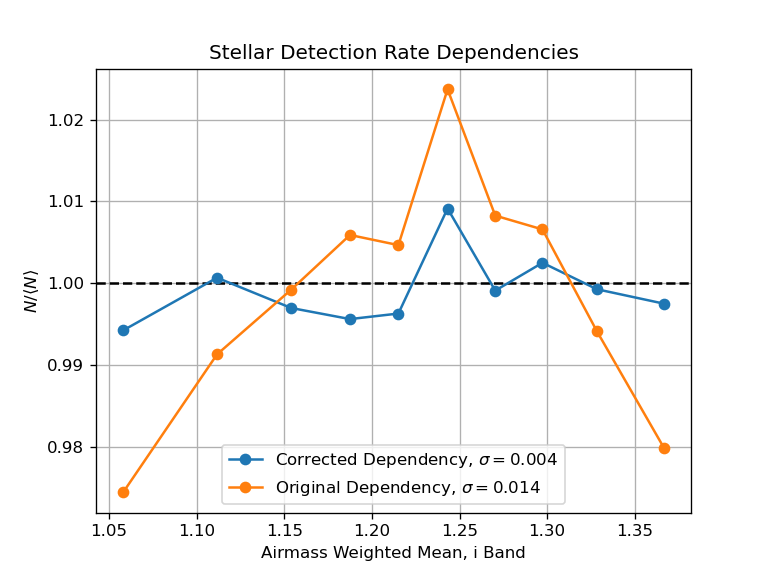 Stellar Detection Rate Dependencies
N/⟨N⟩
1.02
1.01
1.00
0.99
0.98
Corrected Dependency, σ = 0.004
Original Dependency, σ = 0.014
1.05 1.10 1.15 1.20 1.25 1.30 1.35
Airmass Weighted Mean, i Band